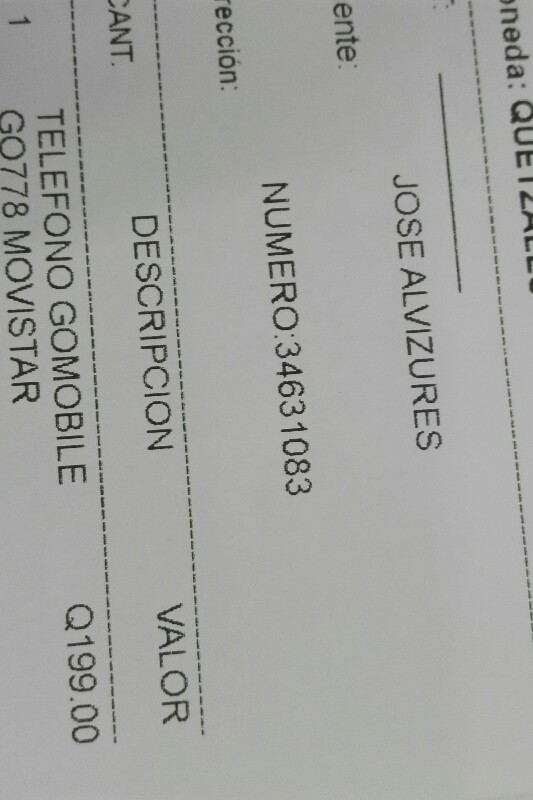 oneda: QUETZALES
:
ente: JOSE ALVIZURES
rección: NUMERO:34631083
CANT. DESCRIPCION VALOR
1 TELEFONO GOMOBILE Q199.00
GO778 MOVISTAR